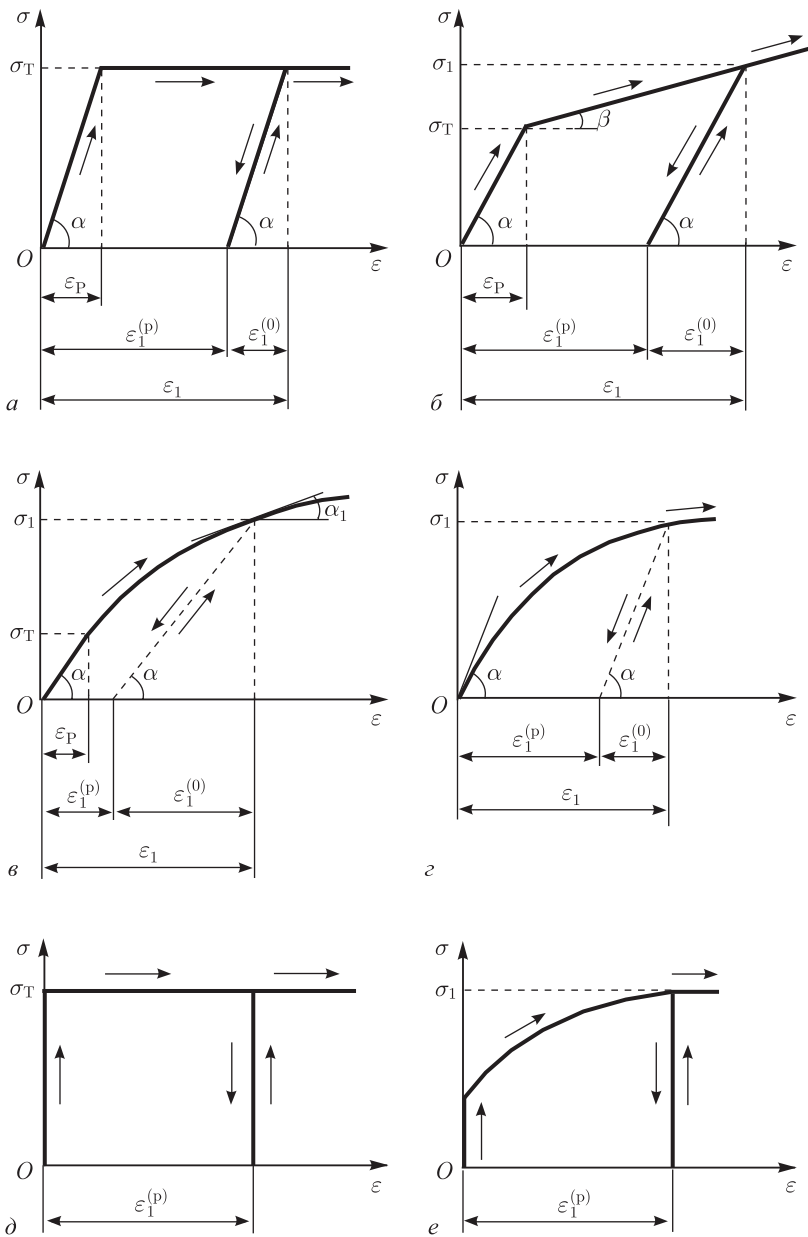 σ
σ
σ_T
σ_1
σ_T
β
α
α
α
α
O
ε
O
ε
ε_P
ε_P
ε_1^(p)
ε_1^(0)
ε_1^(p)
ε_1^(0)
ε_1
ε_1
а
б
σ
σ
σ_1
α_1
σ_1
σ_T
α
α
α
α
O
ε
O
ε
ε_P
ε_1^(p)
ε_1^(0)
ε_1^(p)
ε_1^(0)
ε_1
ε_1
в
г
σ
σ
σ_T
σ_1
O
ε
O
ε
ε_1^(p)
ε_1^(p)
д
е